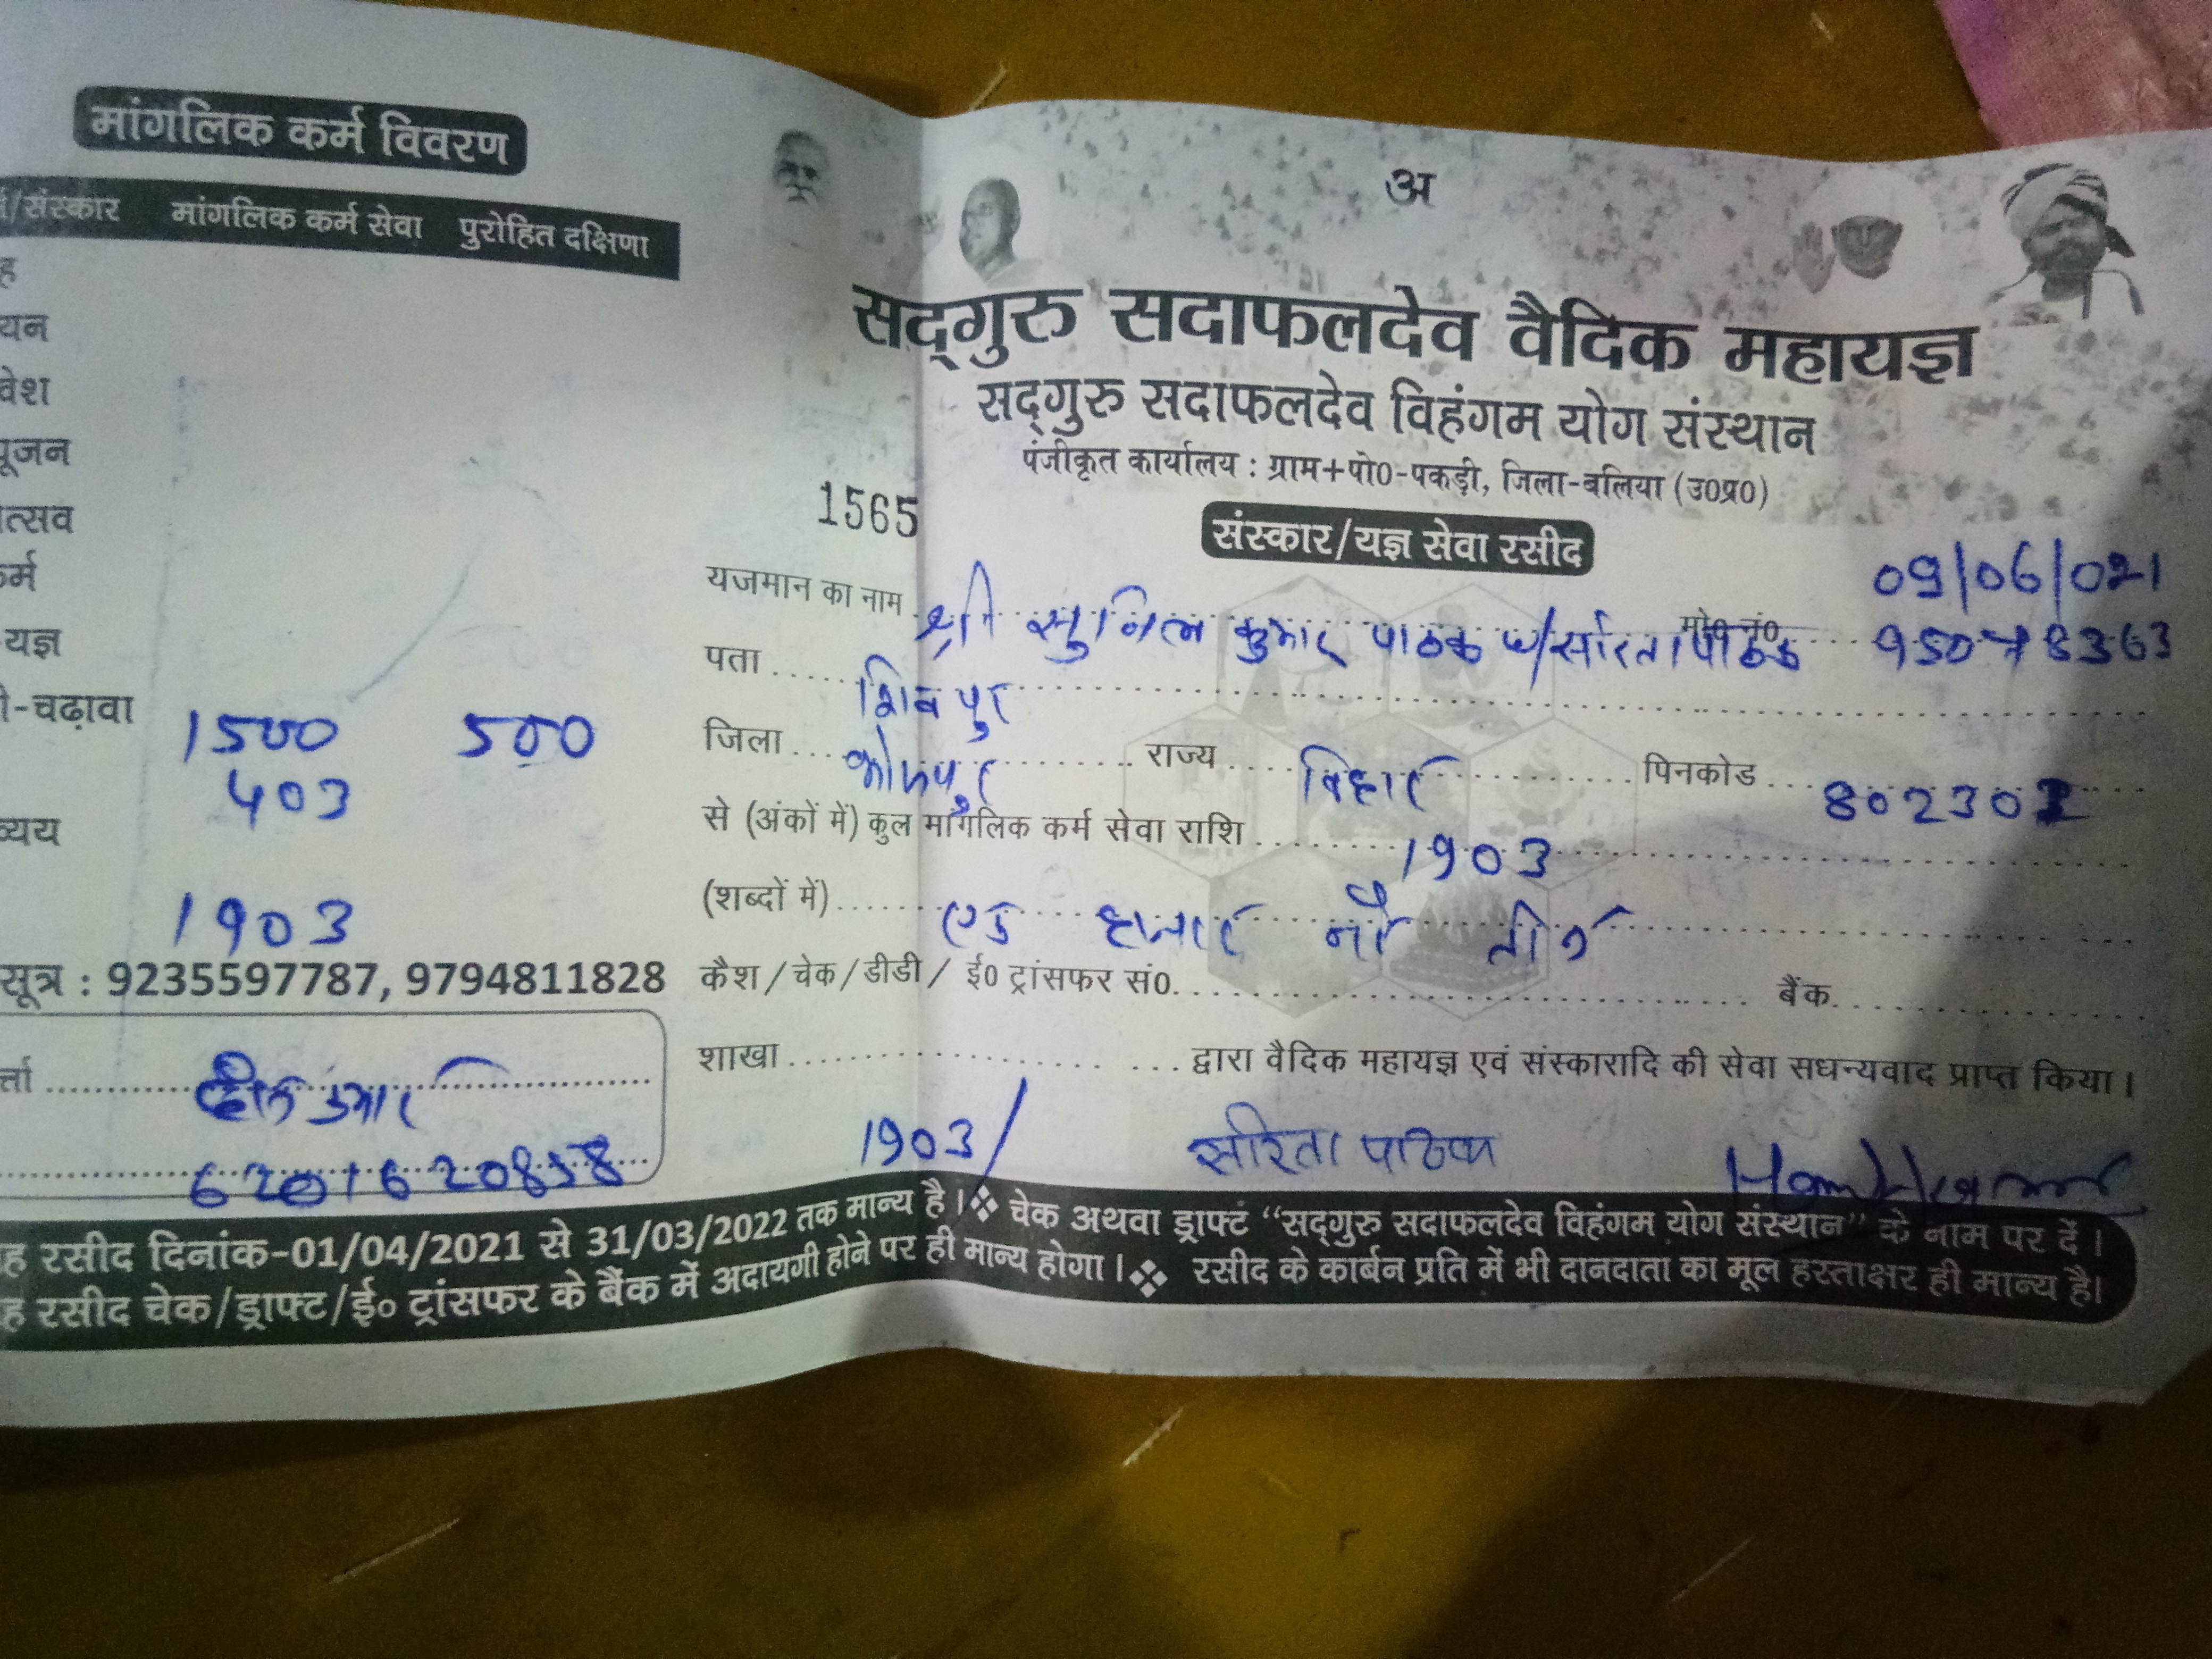 मांगलिक कर्म विवरण
/संस्कार मांगलिक कर्म सेवा पुरोहित दक्षिणा
ह
यन
वेश
पूजन
त्सव
र्म
यज्ञ
-चढ़ावा 1500 500
403
व्यय
1903
सूत्र : 9235597787, 9794811828
र्त्ता
6201620858
अ
सद्गुरु सदाफलदेव वैदिक महायज्ञ
सद्गुरु सदाफलदेव विहंगम योग संस्थान
पंजीकृत कार्यालय : ग्राम+पो0-पकड़ी, जिला-बलिया (उ0प्र0)
1565
संस्कार/यज्ञ सेवा रसीद
09/06/021
यजमान का नाम श्री सुनिल कुमार पाठक सरिता पाठक मो0 नं0
पता शिवपुर
जिला भोजपुर राज्य बिहार पिनकोड
से (अंकों में) कुल मांगलिक कर्म सेवा राशि 1903
(शब्दों में) एक हजार नौ तीन
कैश / चेक / डीडी / ई0 ट्रांसफर सं0 बैंक
शाखा द्वारा वैदिक महायज्ञ एवं संस्कारादि की सेवा सधन्यवाद प्राप्त किया।
1903/ सरिता पाठक
ह रसीद दिनांक-01/04/2021 से 31/03/2022 तक मान्य है। ❖ चेक अथवा ड्राफ्टं “सद्गुरु सदाफलदेव विहंगम योग संस्थान” के नाम पर दें।
ह रसीद चेक/ड्राफ्ट/ई० ट्रांसफर के बैंक में अदायगी होने पर ही मान्य होगा। ❖ रसीद के कार्बन प्रति में भी दानदाता का मूल हस्ताक्षर ही मान्य है।